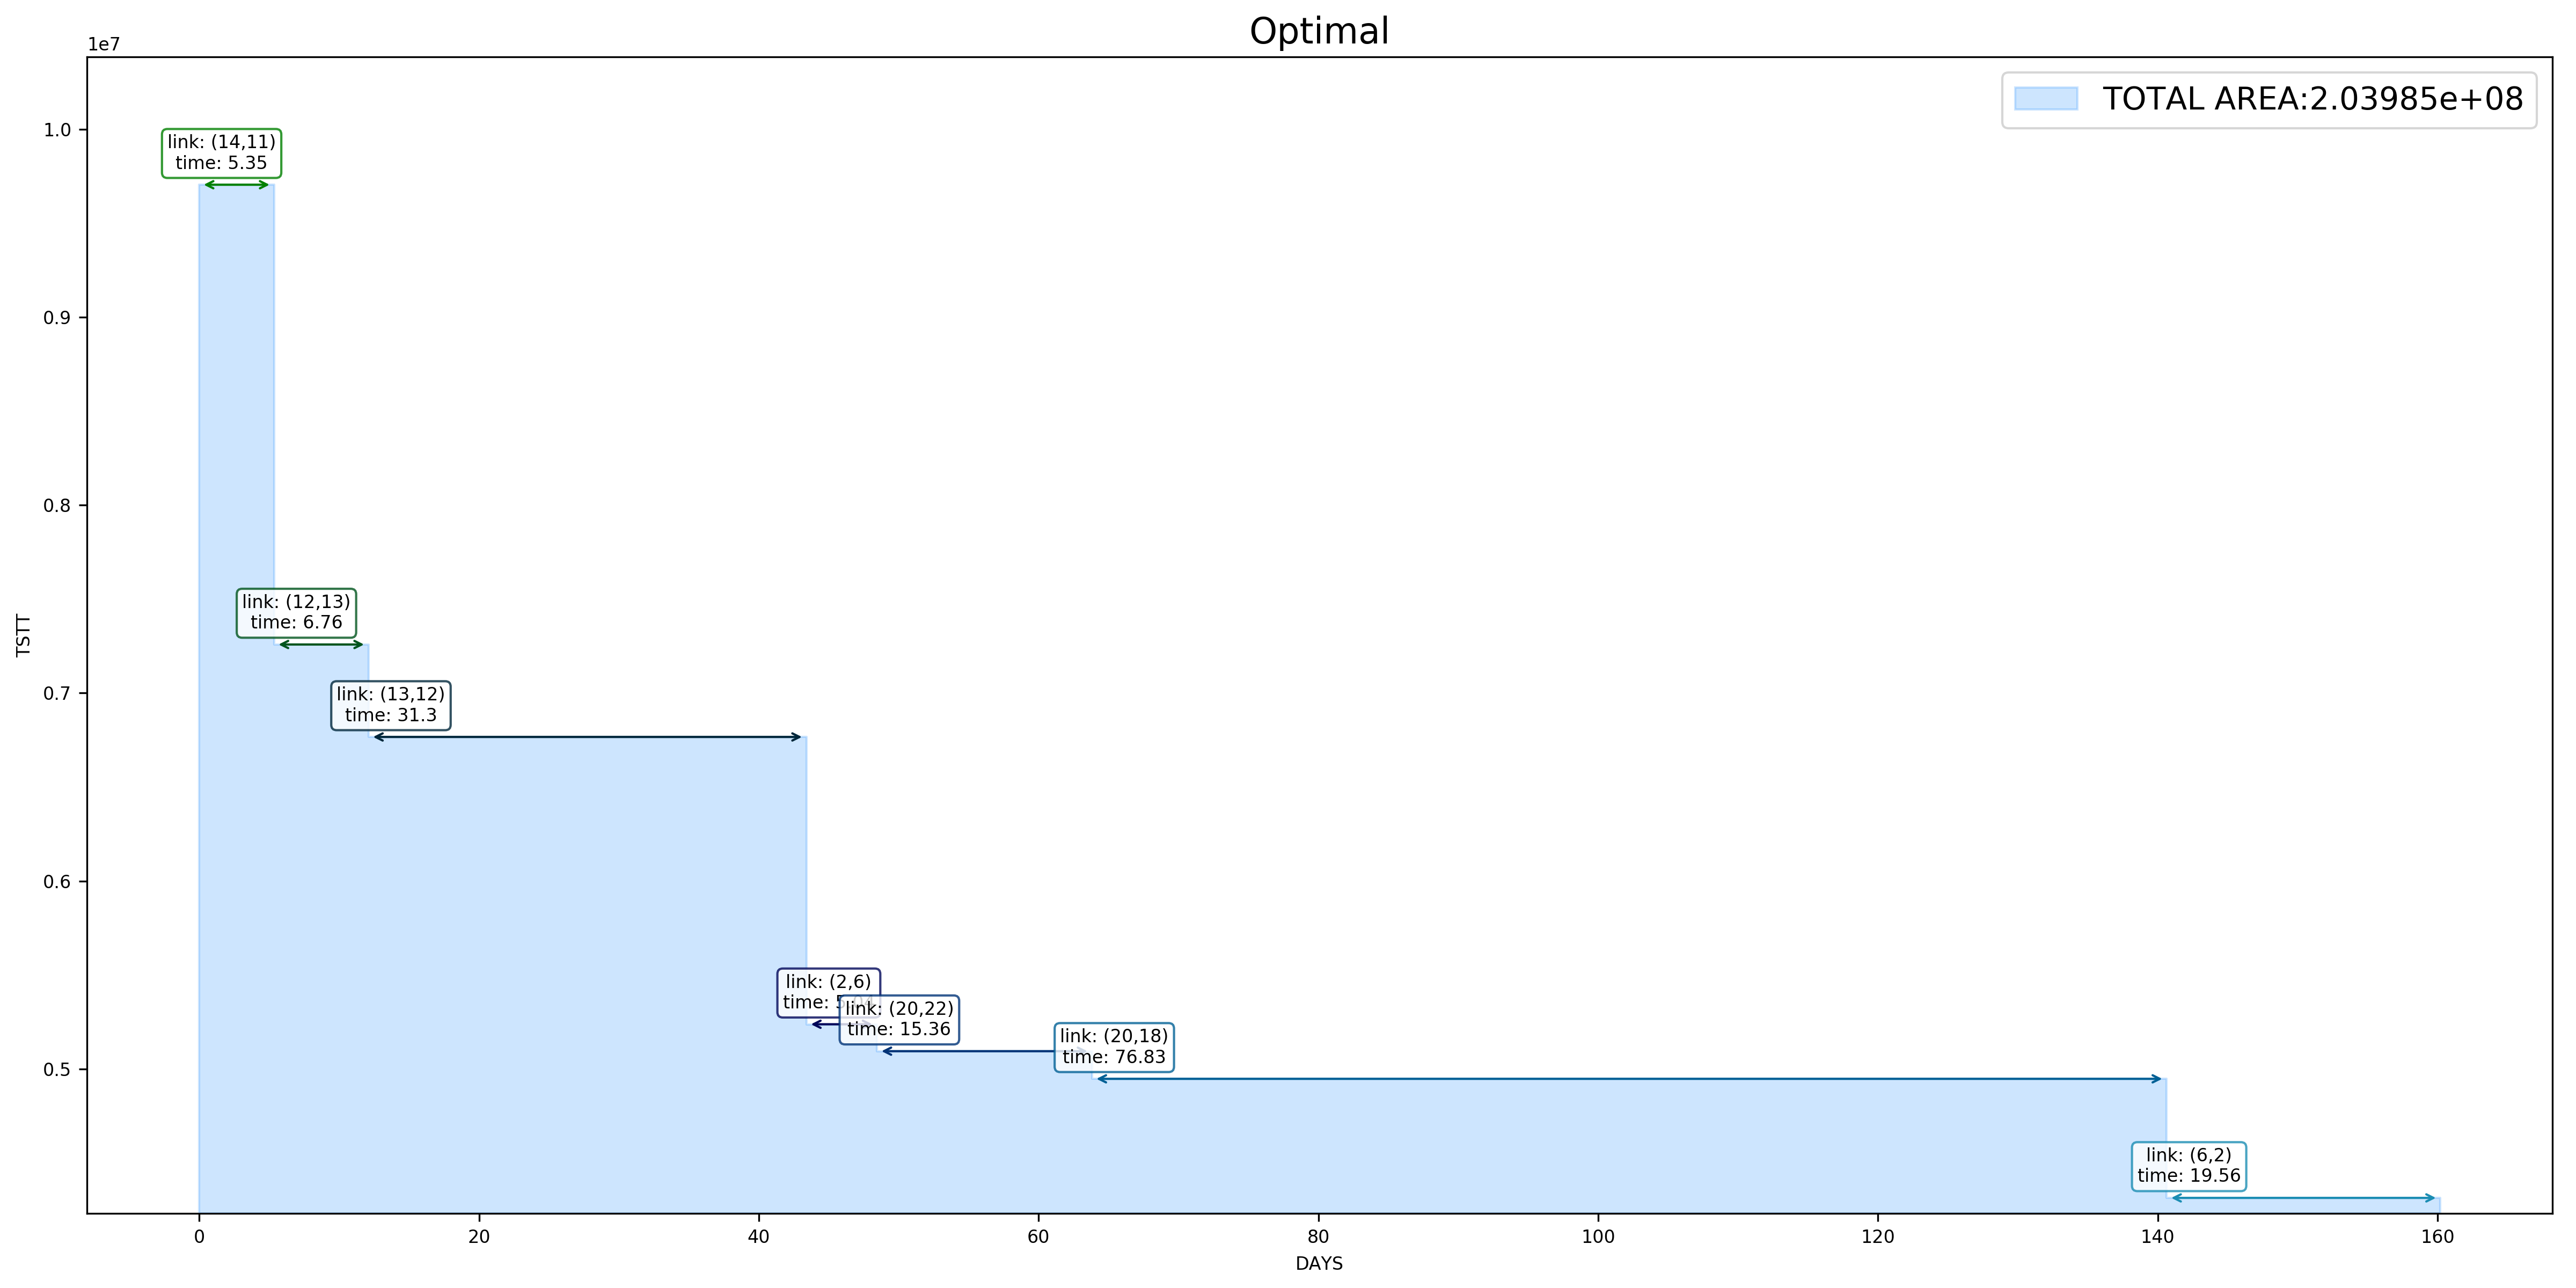 Optimal
1e7
TOTAL AREA:2.03985e+08
1.0
link: (14,11)
time: 5.35
0.9
0.8
link: (12,13)
time: 6.76
TSTT
0.7
link: (13,12)
time: 31.3
0.6
link: (2,6)
time:
link: (20,22)
time: 15.36
link: (20,18)
time: 76.83
0.5
link: (6,2)
time: 19.56
0
20
40
60
80
100
120
140
160
DAYS